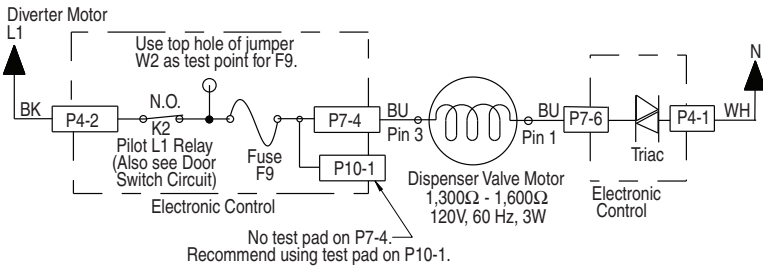 Diverter Motor
L1
Use top hole of jumper
W2 as test point for F9.
N
BK
P4-2
N.O.
K2
Pilot L1 Relay
(Also see Door
Switch Circuit)
Fuse
F9
P7-4
P10-1
BU
Pin 3
BU
Pin 1
P7-6
Triac
P4-1
WH
Electronic Control
Dispenser Valve Motor
1,300Ω - 1,600Ω
120V, 60 Hz, 3W
Electronic
Control
No test pad on P7-4.
Recommend using test pad on P10-1.